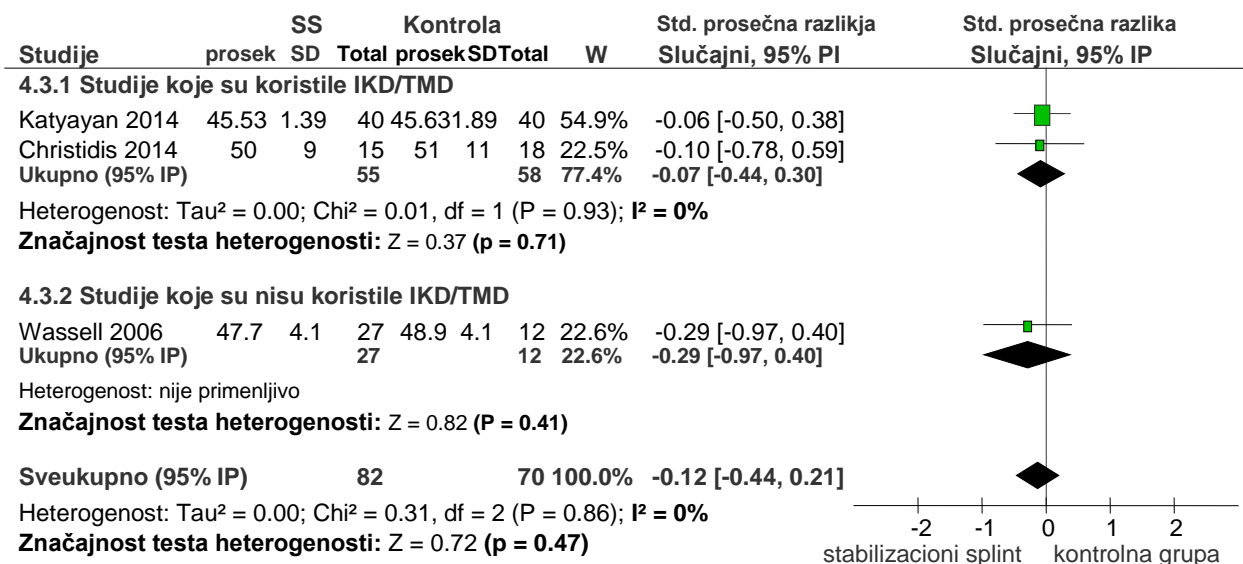 SS Kontrola Std. prosečna razlikja Std. prosečna razlika
Studije prosek SD Total prosek SD Total W Slučajni, 95% PI Slučajni, 95% IP
4.3.1 Studije koje su koristile IKD/TMD
Katyayan 2014 45.53 1.39 40 45.63 1.89 40 54.9% -0.06 [-0.50, 0.38]
Christidis 2014 50 9 15 51 11 18 22.5% -0.10 [-0.78, 0.59]
Ukupno (95% IP) 55 58 77.4% -0.07 [-0.44, 0.30]
Heterogenost: Tau² = 0.00; Chi² = 0.01, df = 1 (P = 0.93); I² = 0%
Značajnost testa heterogenosti: Z = 0.37 (p = 0.71)
4.3.2 Studije koje su nisu koristile IKD/TMD
Wassell 2006 47.7 4.1 27 48.9 4.1 12 22.6% -0.29 [-0.97, 0.40]
Ukupno (95% IP) 27 12 22.6% -0.29 [-0.97, 0.40]
Heterogenost: nije primenljivo
Značajnost testa heterogenosti: Z = 0.82 (P = 0.41)
Sveukupno (95% IP) 82 70 100.0% -0.12 [-0.44, 0.21]
Heterogenost: Tau² = 0.00; Chi² = 0.31, df = 2 (P = 0.86); I² = 0%
Značajnost testa heterogenosti: Z = 0.72 (p = 0.47)
-2 -1 0 1 2
stabilizacioni splint kontrolna grupa